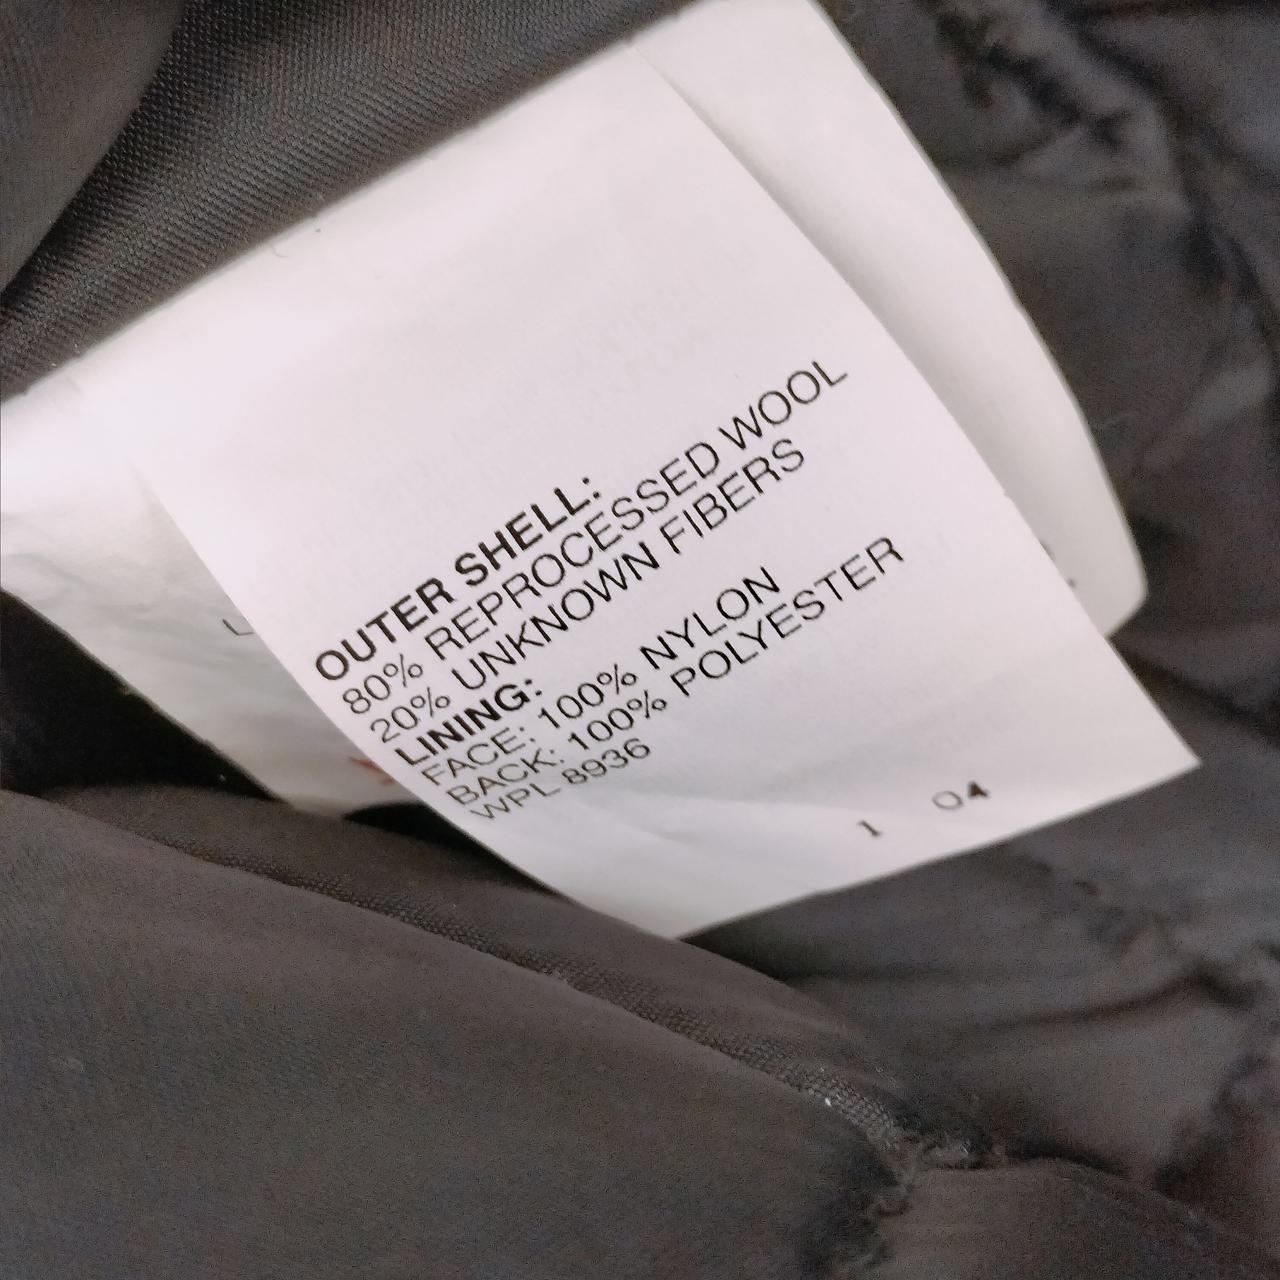 OUTER SHELL:
80% REPROCESSED WOOL
20% UNKNOWN FIBERS
LINING:
FACE: 100% NYLON
BACK: 100% POLYESTER
WPL 8936
1 04